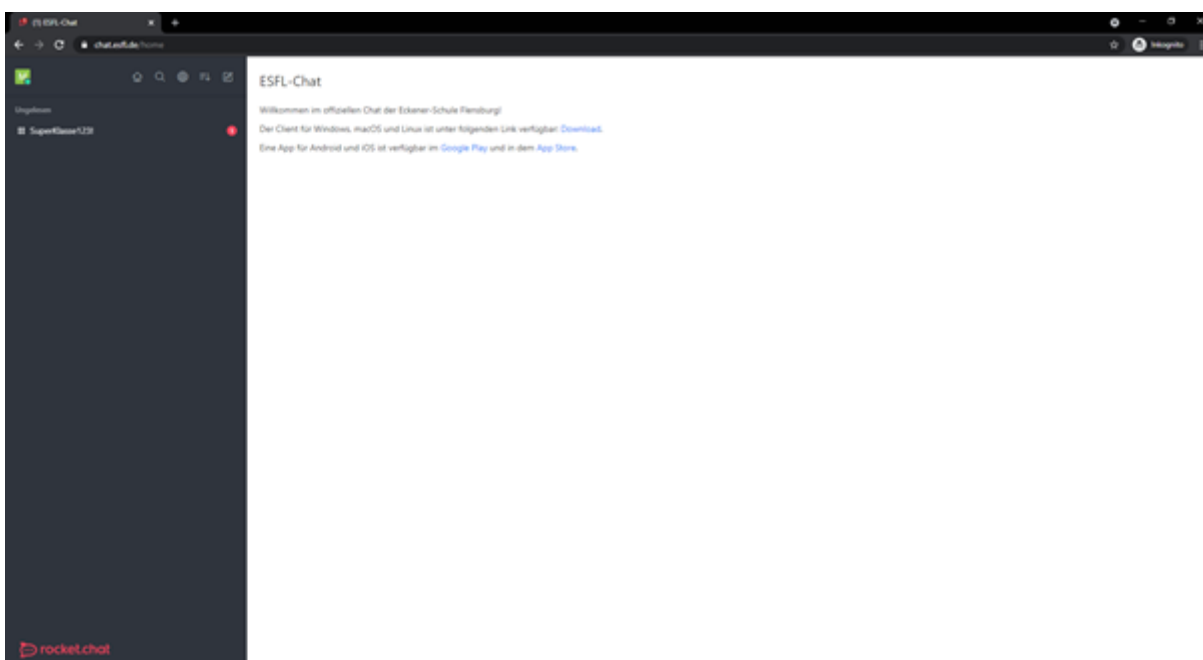 (1) ESFL-Chat
chat.esfl.de/home
Inkognito
Ungelesen
SuperKlasse123!
ESFL-Chat
Willkommen im offiziellen Chat der Eckener-Schule Flensburg!
Der Client für Windows, macOS und Linux ist unter folgenden Link verfügbar: Download.
Eine App für Android und iOS ist verfügbar im Google Play und in dem App Store.
rocket.chat